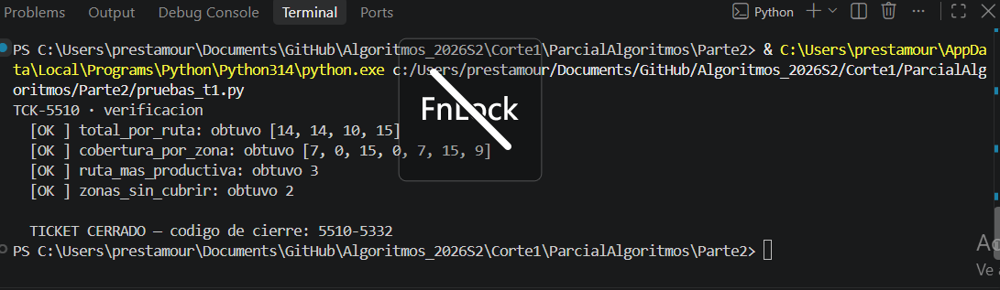 Problems Output Debug Console Terminal Ports Python
PS C:\Users\prestamour\Documents\GitHub\Algoritmos_2026S2\Corte1\ParcialAlgoritmos\Parte2> & C:\Users\prestamour\AppDa
ta\Local\Programs\Python\Python314\python.exe c:/Users/prestamour/Documents/GitHub/Algoritmos_2026S2/Corte1/ParcialAlg
oritmos/Parte2/pruebas_t1.py
TCK-5510 · verificacion
[OK ] total_por_ruta: obtuvo [14, 14, 10, 15]
[OK ] cobertura_por_zona: obtuvo [7, 0, 15, 0, 7, 15, 9]
[OK ] ruta_mas_productiva: obtuvo 3
[OK ] zonas_sin_cubrir: obtuvo 2
FnLock
TICKET CERRADO — codigo de cierre: 5510-5332
PS C:\Users\prestamour\Documents\GitHub\Algoritmos_2026S2\Corte1\ParcialAlgoritmos\Parte2>
Ve